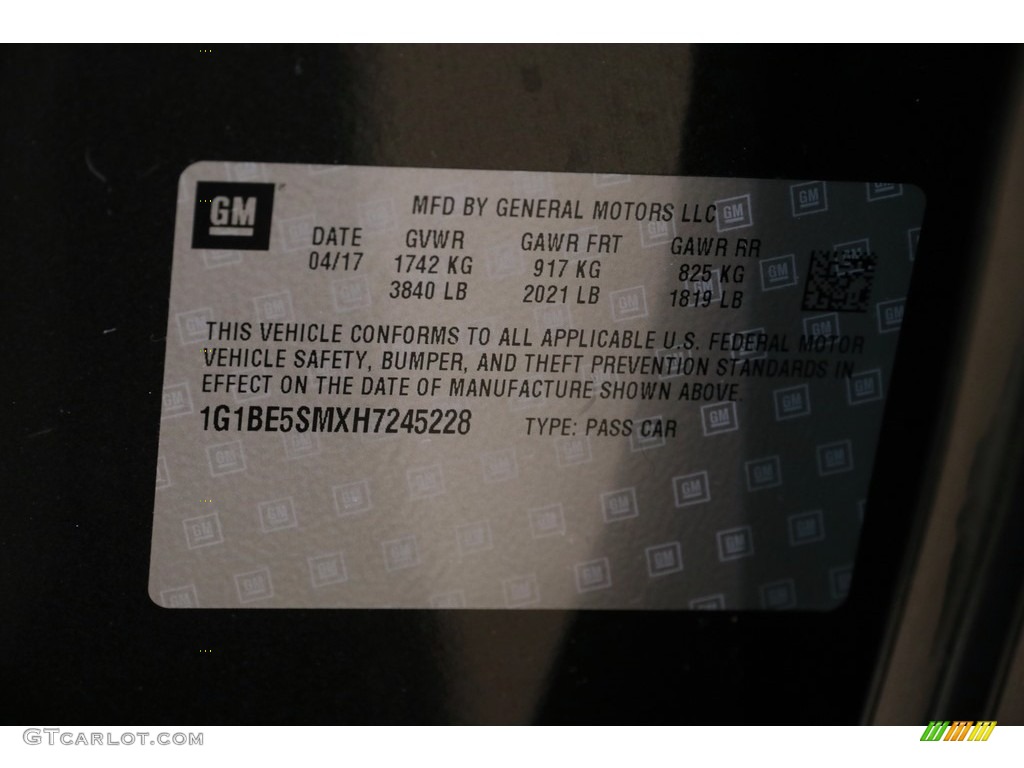 GM
MFD BY GENERAL MOTORS LLC
DATE GVWR GAWR FRT GAWR RR
04/17 1742 KG 917 KG 825 KG
3840 LB 2021 LB 1819 LB
THIS VEHICLE CONFORMS TO ALL APPLICABLE U.S. FEDERAL MOTOR
VEHICLE SAFETY, BUMPER, AND THEFT PREVENTION STANDARDS IN
EFFECT ON THE DATE OF MANUFACTURE SHOWN ABOVE.
1G1BE5SMXH7245228 TYPE: PASS CAR
GTCARLOT.COM